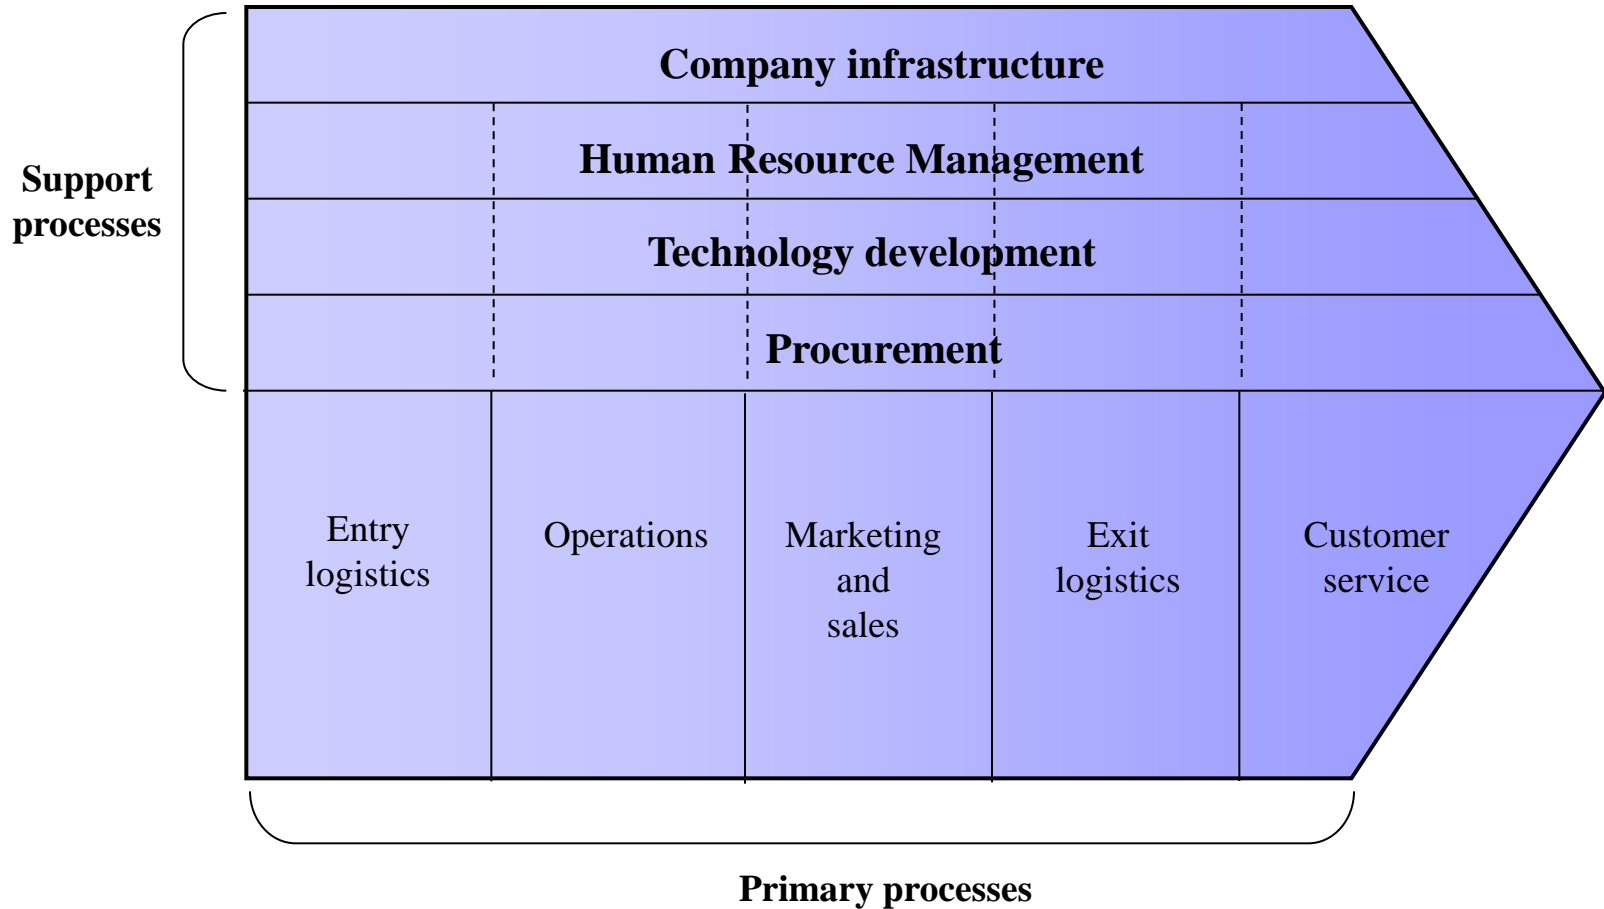 Company infrastructure
Human Resource Management
Support
processes
Technology development
Procurement
Entry
logistics
Operations
Marketing
and
sales
Exit
logistics
Customer
service
Primary processes